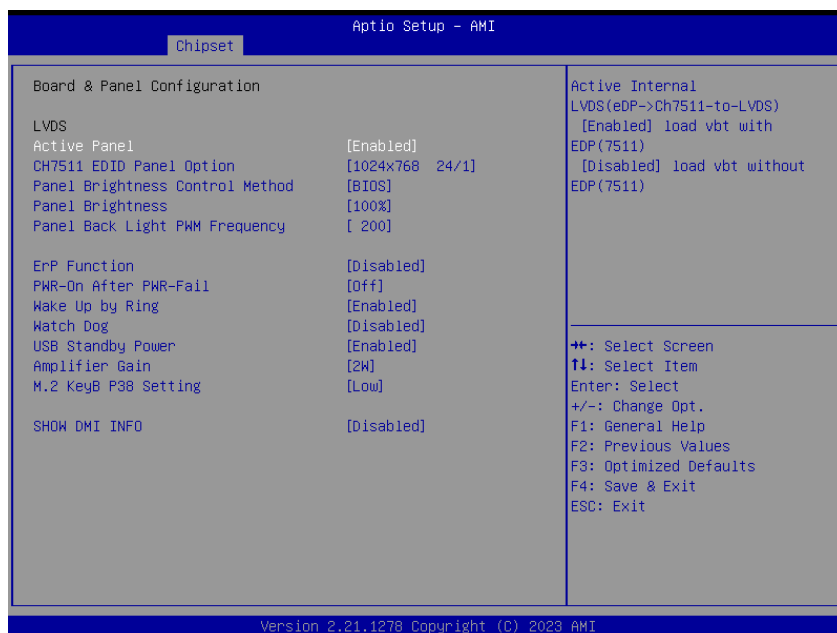 Aptio Setup – AMI
Chipset
Board & Panel Configuration
LVDS
Active Panel [Enabled]
CH7511 EDID Panel Option [1024x768 24/1]
Panel Brightness Control Method [BIOS]
Panel Brightness [100%]
Panel Back Light PWM Frequency [ 200]
ErP Function [Disabled]
PWR-On After PWR-Fail [Off]
Wake Up by Ring [Enabled]
Watch Dog [Disabled]
USB Standby Power [Enabled]
Amplifier Gain [2W]
M.2 KeyB P38 Setting [Low]
SHOW DMI INFO [Disabled]
Active Internal
LVDS(eDP->Ch7511-to-LVDS)
[Enabled] load vbt with
EDP(7511)
[Disabled] load vbt without
EDP(7511)
→←: Select Screen
↑↓: Select Item
Enter: Select
+/-: Change Opt.
F1: General Help
F2: Previous Values
F3: Optimized Defaults
F4: Save & Exit
ESC: Exit
Version 2.21.1278 Copyright (C) 2023 AMI